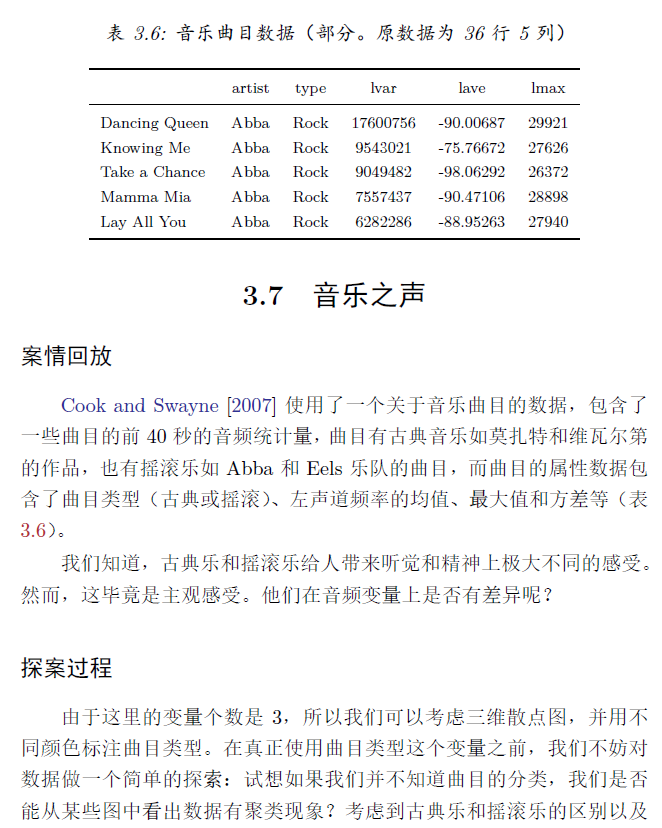 表 3.6: 音乐曲目数据（部分。原数据为 36 行 5 列）
artist type lvar lave lmax
Dancing Queen Abba Rock 17600756 -90.00687 29921
Knowing Me Abba Rock 9543021 -75.76672 27626
Take a Chance Abba Rock 9049482 -98.06292 26372
Mamma Mia Abba Rock 7557437 -90.47106 28898
Lay All You Abba Rock 6282286 -88.95263 27940
3.7 音乐之声
案情回放
Cook and Swayne [2007] 使用了一个关于音乐曲目的数据，包含了
一些曲目的前 40 秒的音频统计量，曲目有古典音乐如莫扎特和维瓦尔第
的作品，也有摇滚乐如 Abba 和 Eels 乐队的曲目，而曲目的属性数据包
含了曲目类型（古典或摇滚）、左声道频率的均值、最大值和方差等（表
3.6）。
我们知道，古典乐和摇滚乐给人带来听觉和精神上极大不同的感受。
然而，这毕竟是主观感受。他们在音频变量上是否有差异呢？
探案过程
由于这里的变量个数是 3，所以我们可以考虑三维散点图，并用不
同颜色标注曲目类型。在真正使用曲目类型这个变量之前，我们不妨对
数据做一个简单的探索：试想如果我们并不知道曲目的分类，我们是否
能从某些图中看出数据有聚类现象？考虑到古典乐和摇滚乐的区别以及